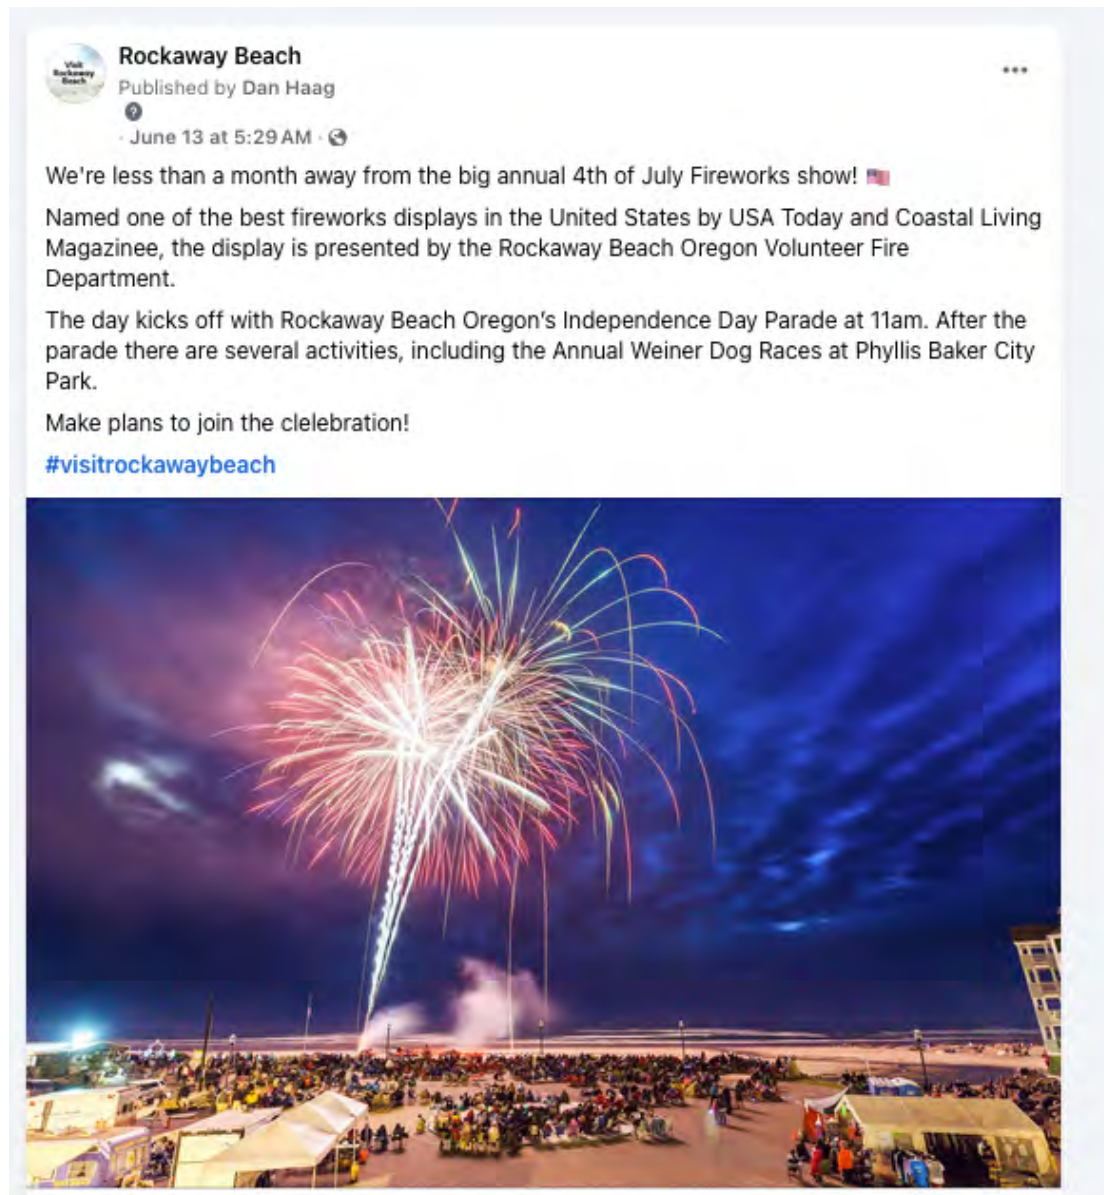 Visit
Rockaway
Beach
Rockaway Beach
Published by Dan Haag
· June 13 at 5:29 AM ·
We're less than a month away from the big annual 4th of July Fireworks show! 🇺🇸
Named one of the best fireworks displays in the United States by USA Today and Coastal Living
Magazinee, the display is presented by the Rockaway Beach Oregon Volunteer Fire
Department.
The day kicks off with Rockaway Beach Oregon's Independence Day Parade at 11am. After the
parade there are several activities, including the Annual Weiner Dog Races at Phyllis Baker City
Park.
Make plans to join the clelebration!
#visitrockawaybeach